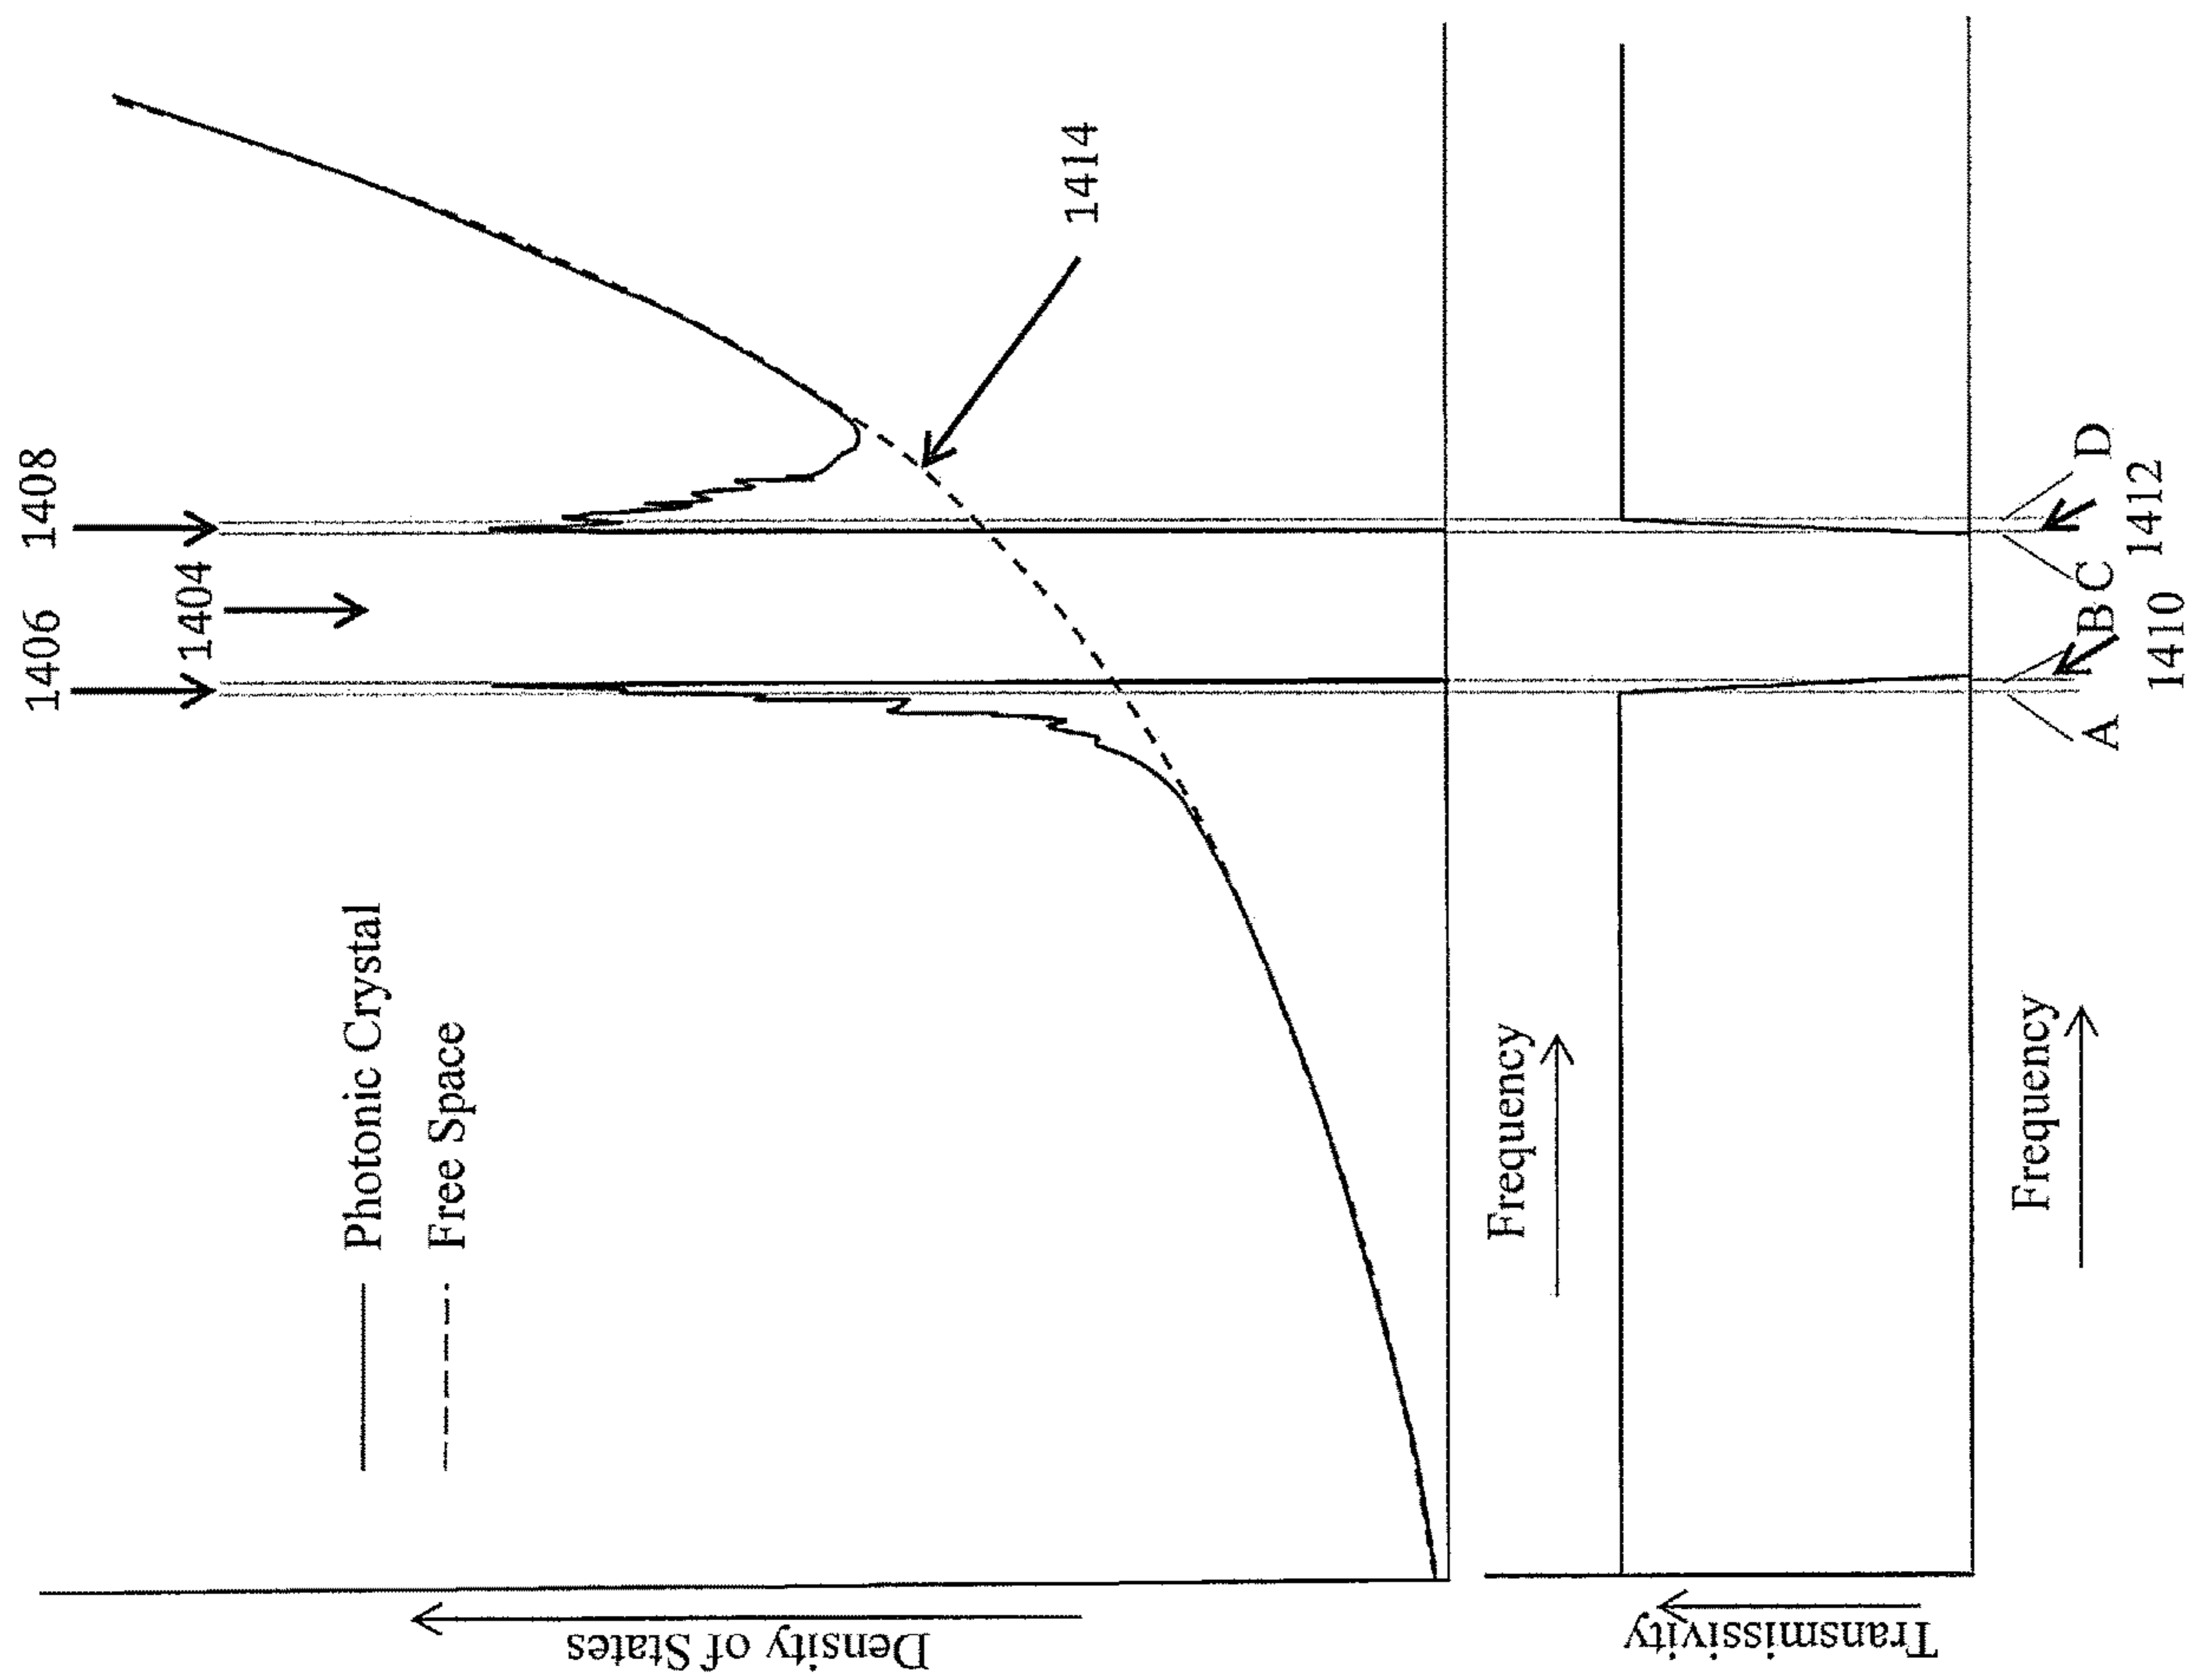 1406
1408
1404
Photonic Crystal
Free Space
1414
Density of States
Frequency
Transmissivity
A
B
C
D
1410
1412
Frequency